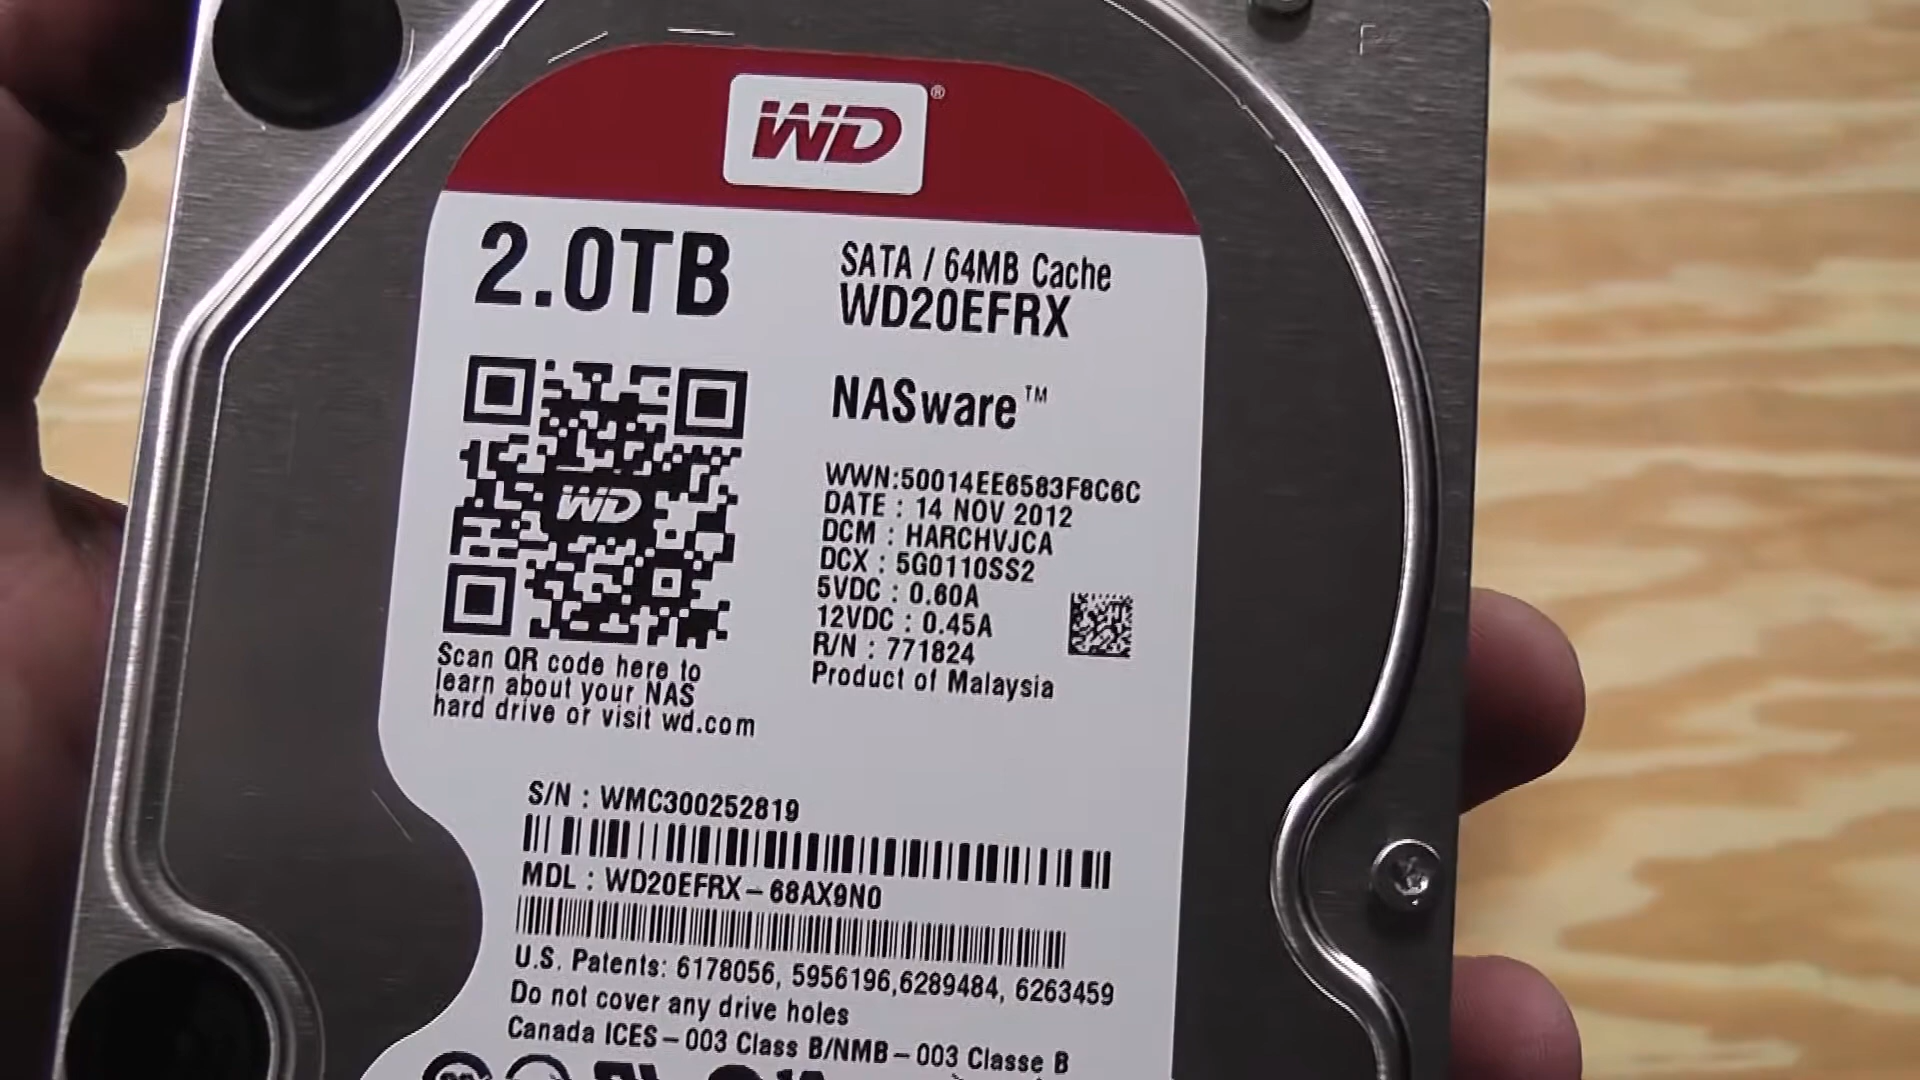 WD®
2.0TB
SATA / 64MB Cache
WD20EFRX
NASware™
WD
WWN:50014EE6583F8C6C
DATE : 14 NOV 2012
DCM : HARCHVJCA
DCX : 5G0110SS2
5VDC : 0.60A
12VDC : 0.45A
R/N : 771824
Product of Malaysia
Scan QR code here to
learn about your NAS
hard drive or visit wd.com
S/N : WMC300252819
MDL : WD20EFRX-68AX9N0
U.S. Patents: 6178056, 5956196,6289484, 6263459
Do not cover any drive holes
Canada ICES-003 Class B/NMB-003 Classe B